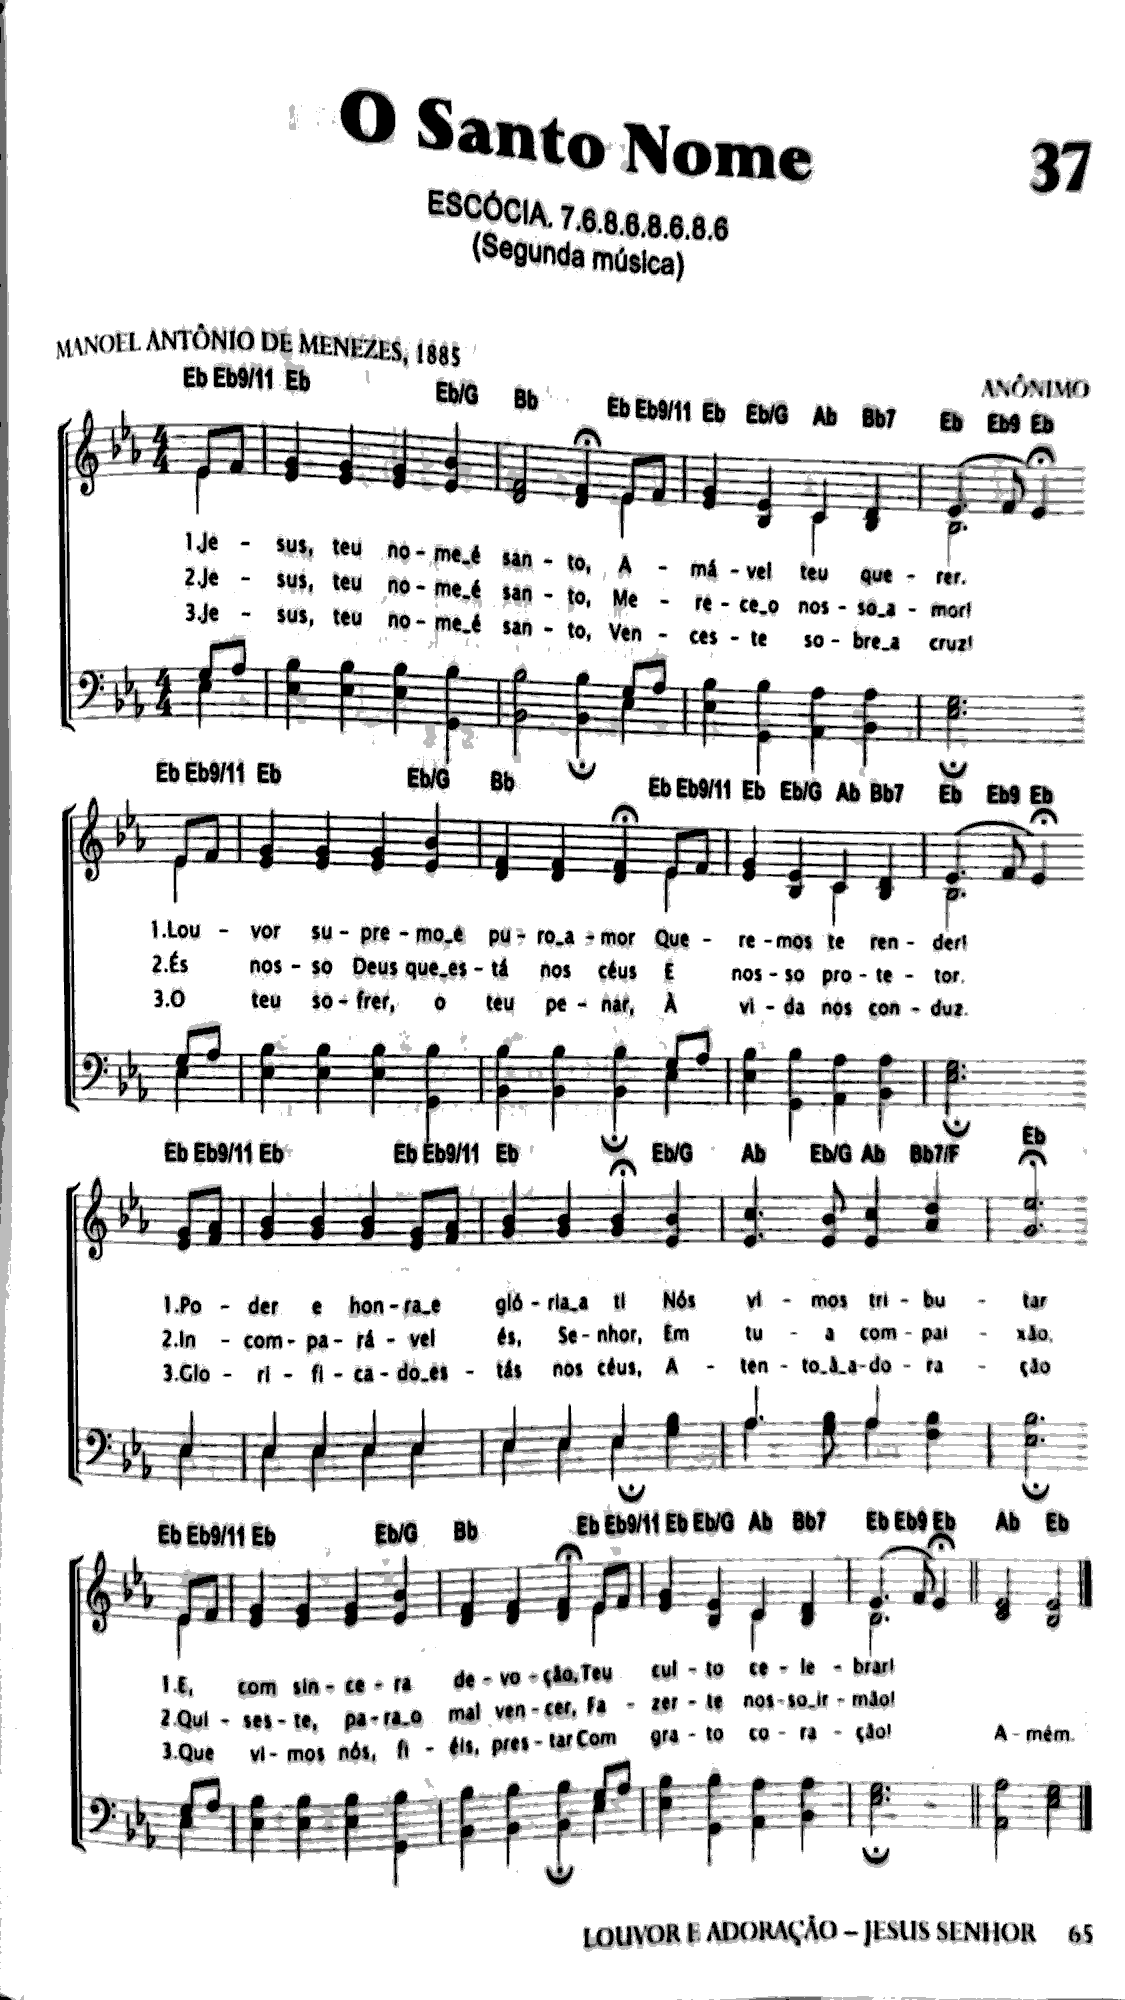 O Santo Nome
37
ESCÓCIA. 7.6.8.6.8.6.8.6
(Segunda música)
MANOEL ANTÔNIO DE MENEZES, 1885
ANÔNIMO
Eb Eb9/11 Eb Eb/G Bb Eb Eb9/11 Eb Eb/G Ab Bb7 Eb Eb9 Eb
4 4
1.Je - sus, teu no - me_é san - to, A - má - vel teu que - rer.
2.Je - sus, teu no - me_é san - to, Me - re - ce_o nos - so_a - mor!
3.Je - sus, teu no - me_é san - to, Ven - ces - te so - bre_a cruz!
4 4
Eb Eb9/11 Eb Eb/G Bb Eb Eb9/11 Eb Eb/G Ab Bb7 Eb Eb9 Eb
1.Lou - vor su - pre - mo_e pu - ro_a - mor Que - re - mos te ren - der!
2.És nos - so Deus que_es - tá nos céus E nos - so pro - te - tor.
3.O teu so - frer, o teu pe - nar, À vi - da nos con - duz.
Eb Eb9/11 Eb Eb Eb9/11 Eb Eb/G Ab Eb/G Ab Bb7/F Eb
1.Po - der e hon - ra_e gló - ria_a ti Nós vi - mos tri - bu - tar
2.In - com - pa - rá - vel és, Se - nhor, Em tu - a com - pai - xão,
3.Glo - ri - fi - ca - do_es - tás nos céus, A - ten - to_à_a - do - ra - ção
Eb Eb9/11 Eb Eb/G Bb Eb Eb9/11 Eb Eb/G Ab Bb7 Eb Eb9 Eb Ab Eb
1.E, com sin - ce - ra de - vo - ção, Teu cul - to ce - le - brar!
2.Qui - ses - te, pa - ra_o mal ven - cer, Fa - zer - te nos - so_ir - mão!
3.Que vi - mos nós, fi - éis, pres - tar Com gra - to co - ra - ção! A - mém.
LOUVOR E ADORAÇÃO – JESUS SENHOR 65